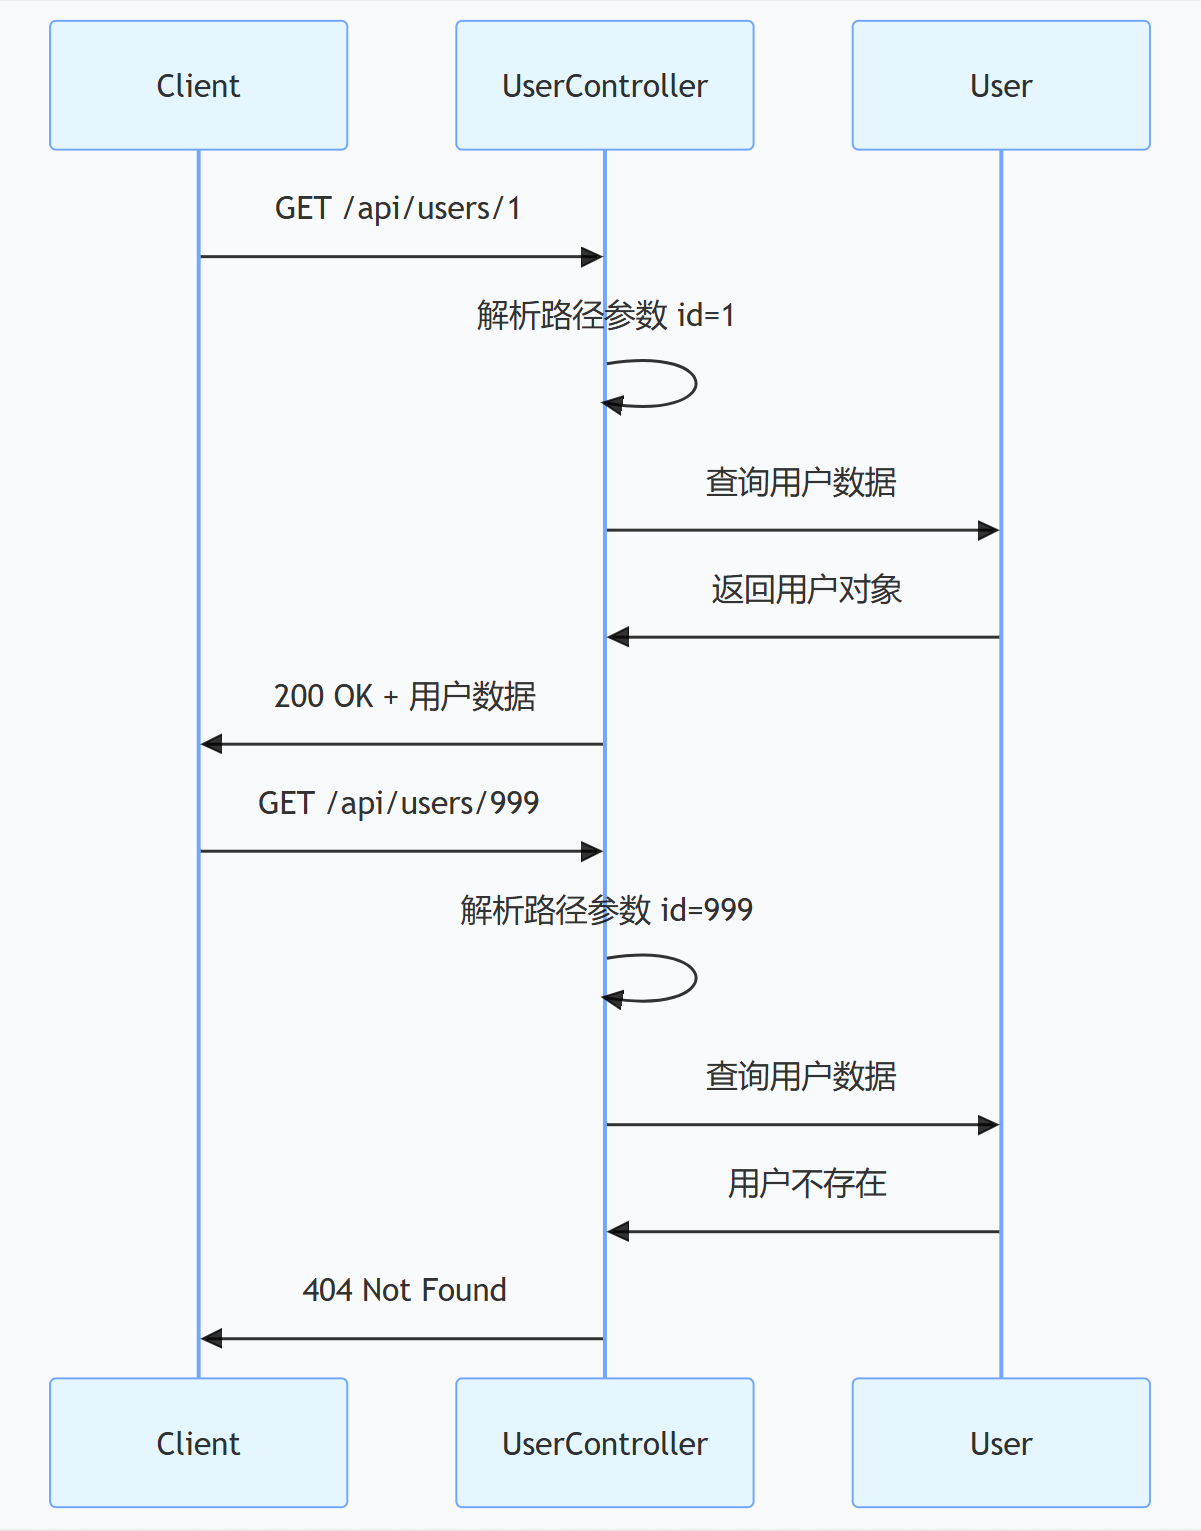 Client
UserController
User
GET /api/users/1
解析路径参数 id=1
查询用户数据
返回用户对象
200 OK + 用户数据
GET /api/users/999
解析路径参数 id=999
查询用户数据
用户不存在
404 Not Found
Client
UserController
User